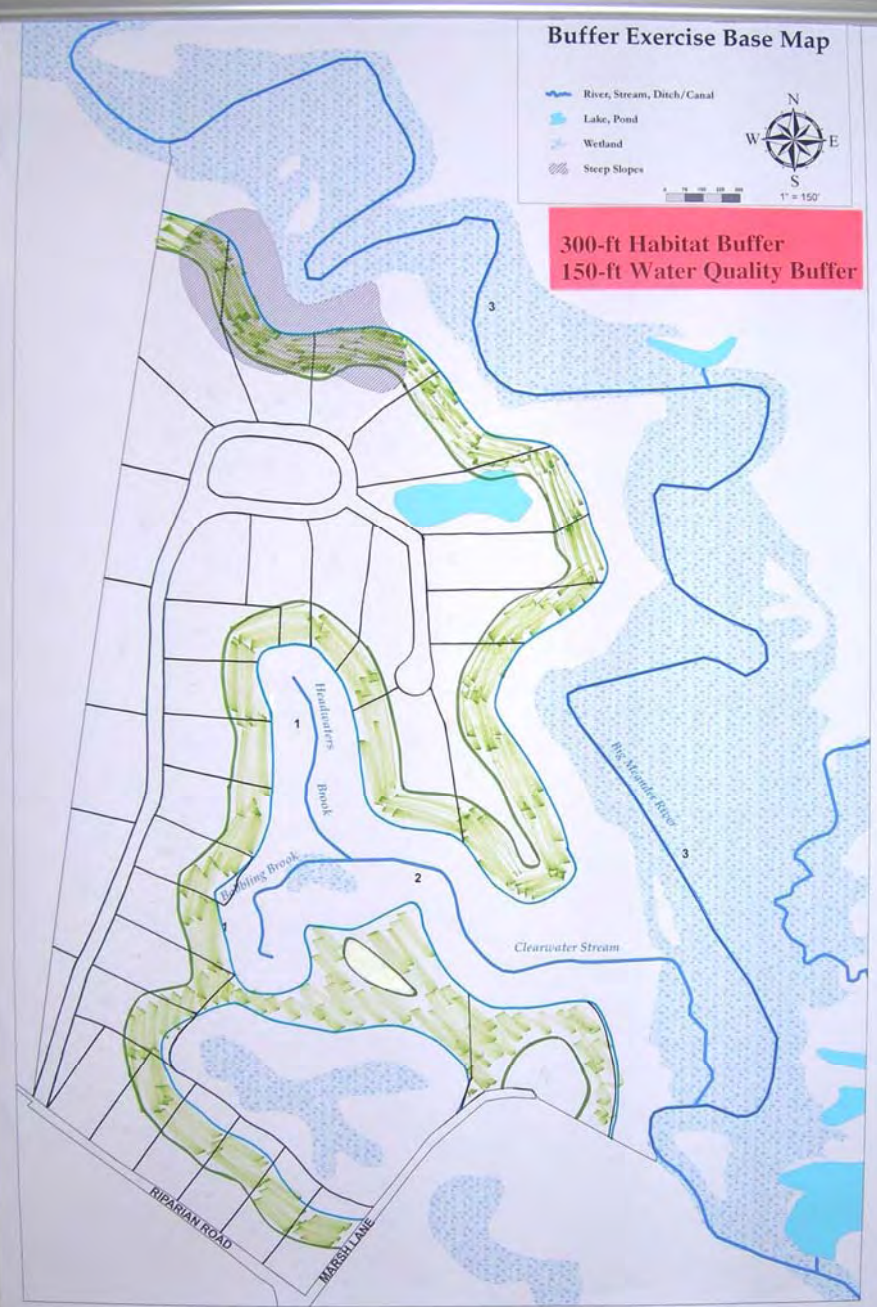 Buffer Exercise Base Map
River, Stream, Ditch/Canal
Lake, Pond
Wetland
Steep Slopes
N
W
E
S
1" = 150'
300-ft Habitat Buffer
150-ft Water Quality Buffer
3
Headwaters
1
Brook
Big Meander River
Babbling Brook
2
3
1
Clearwater Stream
RIPARIAN ROAD
MARSH LANE